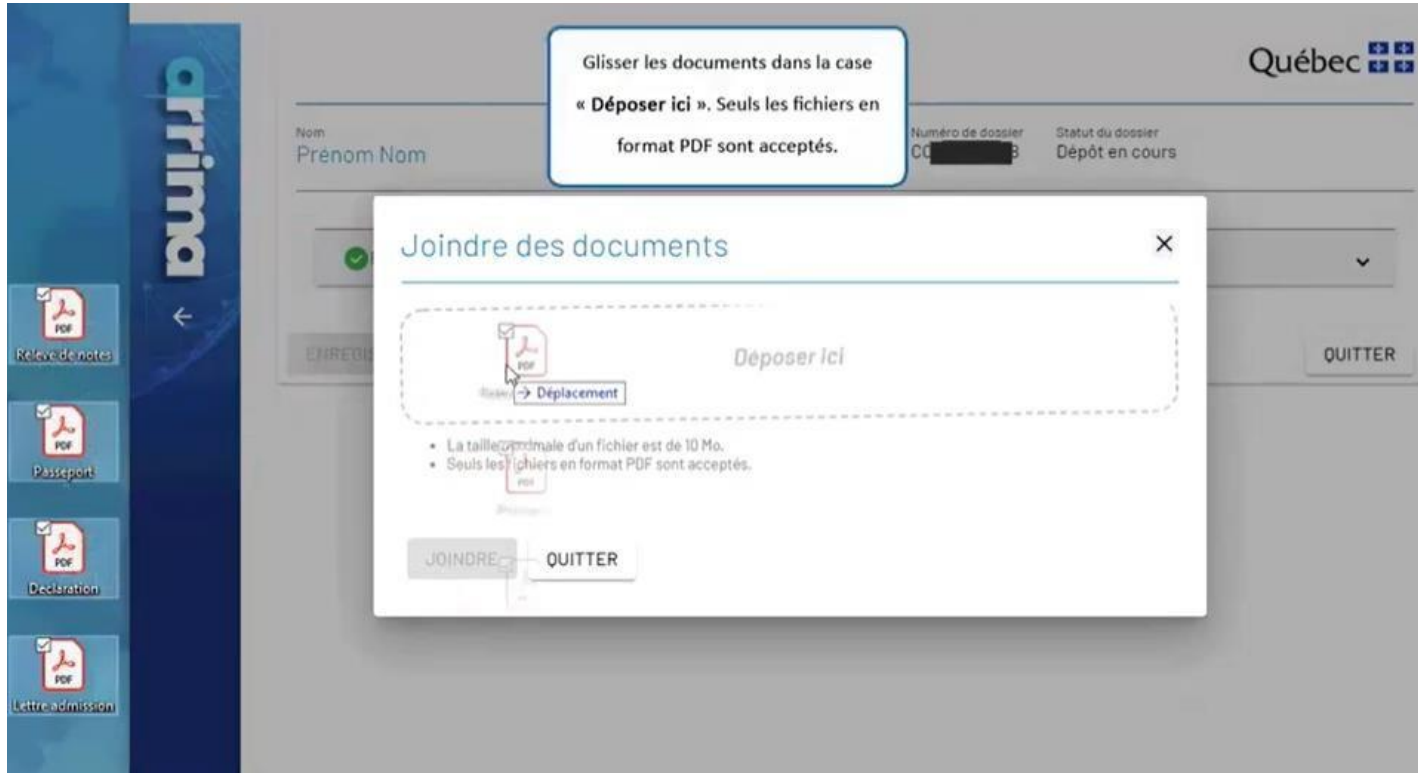 Glisser les documents dans la case
« Déposer ici ». Seuls les fichiers en
format PDF sont acceptés.
Québec
arrima
Nom
Prénom Nom
Numéro de dossier
Statut du dossier
Dépôt en cours
Joindre des documents
Déposer ici
PDF
→ Déplacement
• La taille d'un fichier est de 10 Mo.
• Seuls les fichiers en format PDF sont acceptés.
PDF
JOINDRE
QUITTER
QUITTER
PDF
Releve de notes
PDF
Passeport
PDF
Declaration
PDF
Lettre admission